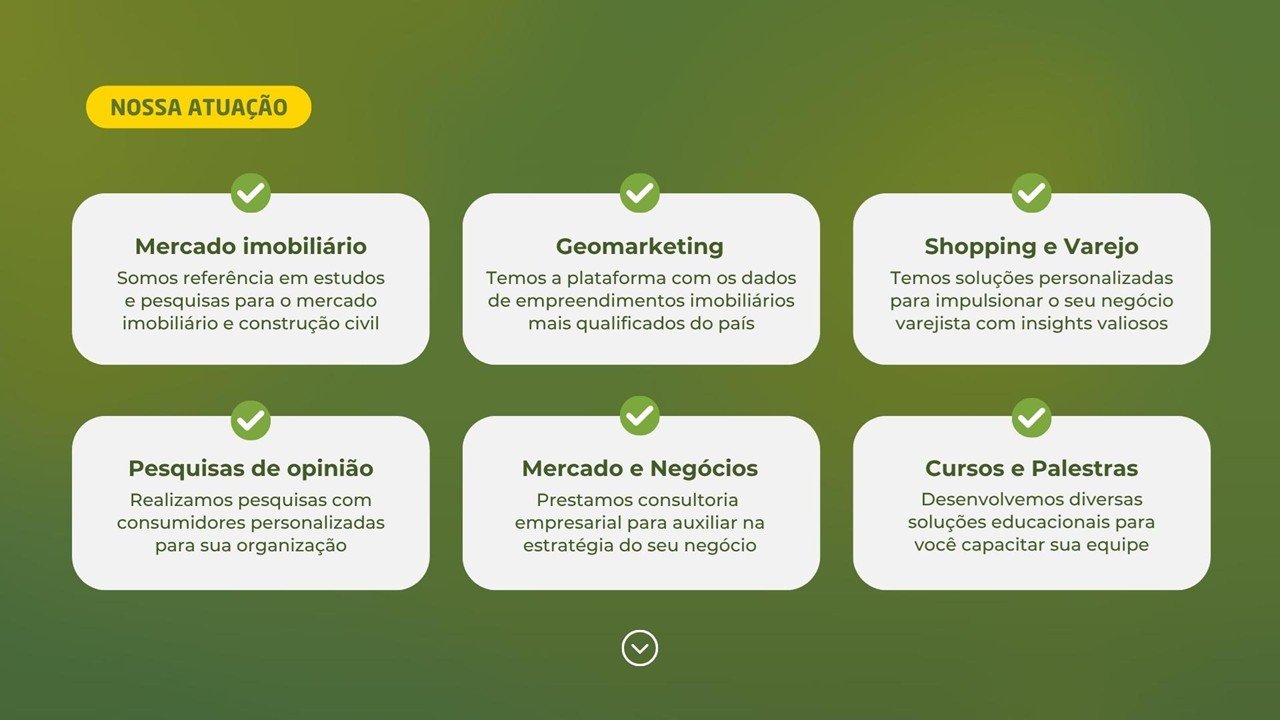 NOSSA ATUAÇÃO
Mercado imobiliário
Somos referência em estudos
e pesquisas para o mercado
imobiliário e construção civil
Geomarketing
Temos a plataforma com os dados
de empreendimentos imobiliários
mais qualificados do país
Shopping e Varejo
Temos soluções personalizadas
para impulsionar o seu negócio
varejista com insights valiosos
Pesquisas de opinião
Realizamos pesquisas com
consumidores personalizadas
para sua organização
Mercado e Negócios
Prestamos consultoria
empresarial para auxiliar na
estratégia do seu negócio
Cursos e Palestras
Desenvolvemos diversas
soluções educacionais para
você capacitar sua equipe